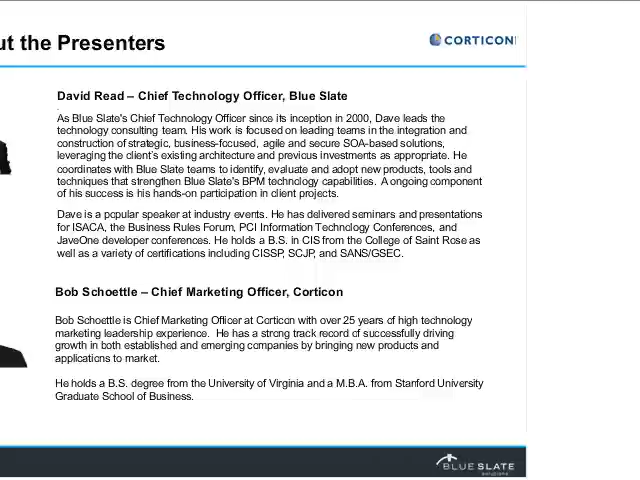 ut the Presenters
CORTICON
David Read – Chief Technology Officer, Blue Slate
As Blue Slate's Chief Technology Officer since its inception in 2000, Dave leads the
technology consulting team. His work is focused on leading teams in the integration and
construction of strategic, business-focused, agile and secure SOA-based solutions,
leveraging the client's existing architecture and previous investments as appropriate. He
coordinates with Blue Slate teams to identify, evaluate and adopt new products, tools and
techniques that strengthen Blue Slate's BPM technology capabilities. A ongoing component
of his success is his hands-on participation in client projects.
Dave is a popular speaker at industry events. He has delivered seminars and presentations
for ISACA, the Business Rules Forum, PCI Information Technology Conferences, and
JaveOne developer conferences. He holds a B.S. in CIS from the College of Saint Rose as
well as a variety of certifications including CISSP, SCJP, and SANS/GSEC.
Bob Schoettle – Chief Marketing Officer, Corticon
Bob Schoettle is Chief Marketing Officer at Corticon with over 25 years of high technology
marketing leadership experience. He has a strong track record of successfully driving
growth in both established and emerging companies by bringing new products and
applications to market.
He holds a B.S. degree from the University of Virginia and a M.B.A. from Stanford University
Graduate School of Business.
BLUE SLATE
solutions